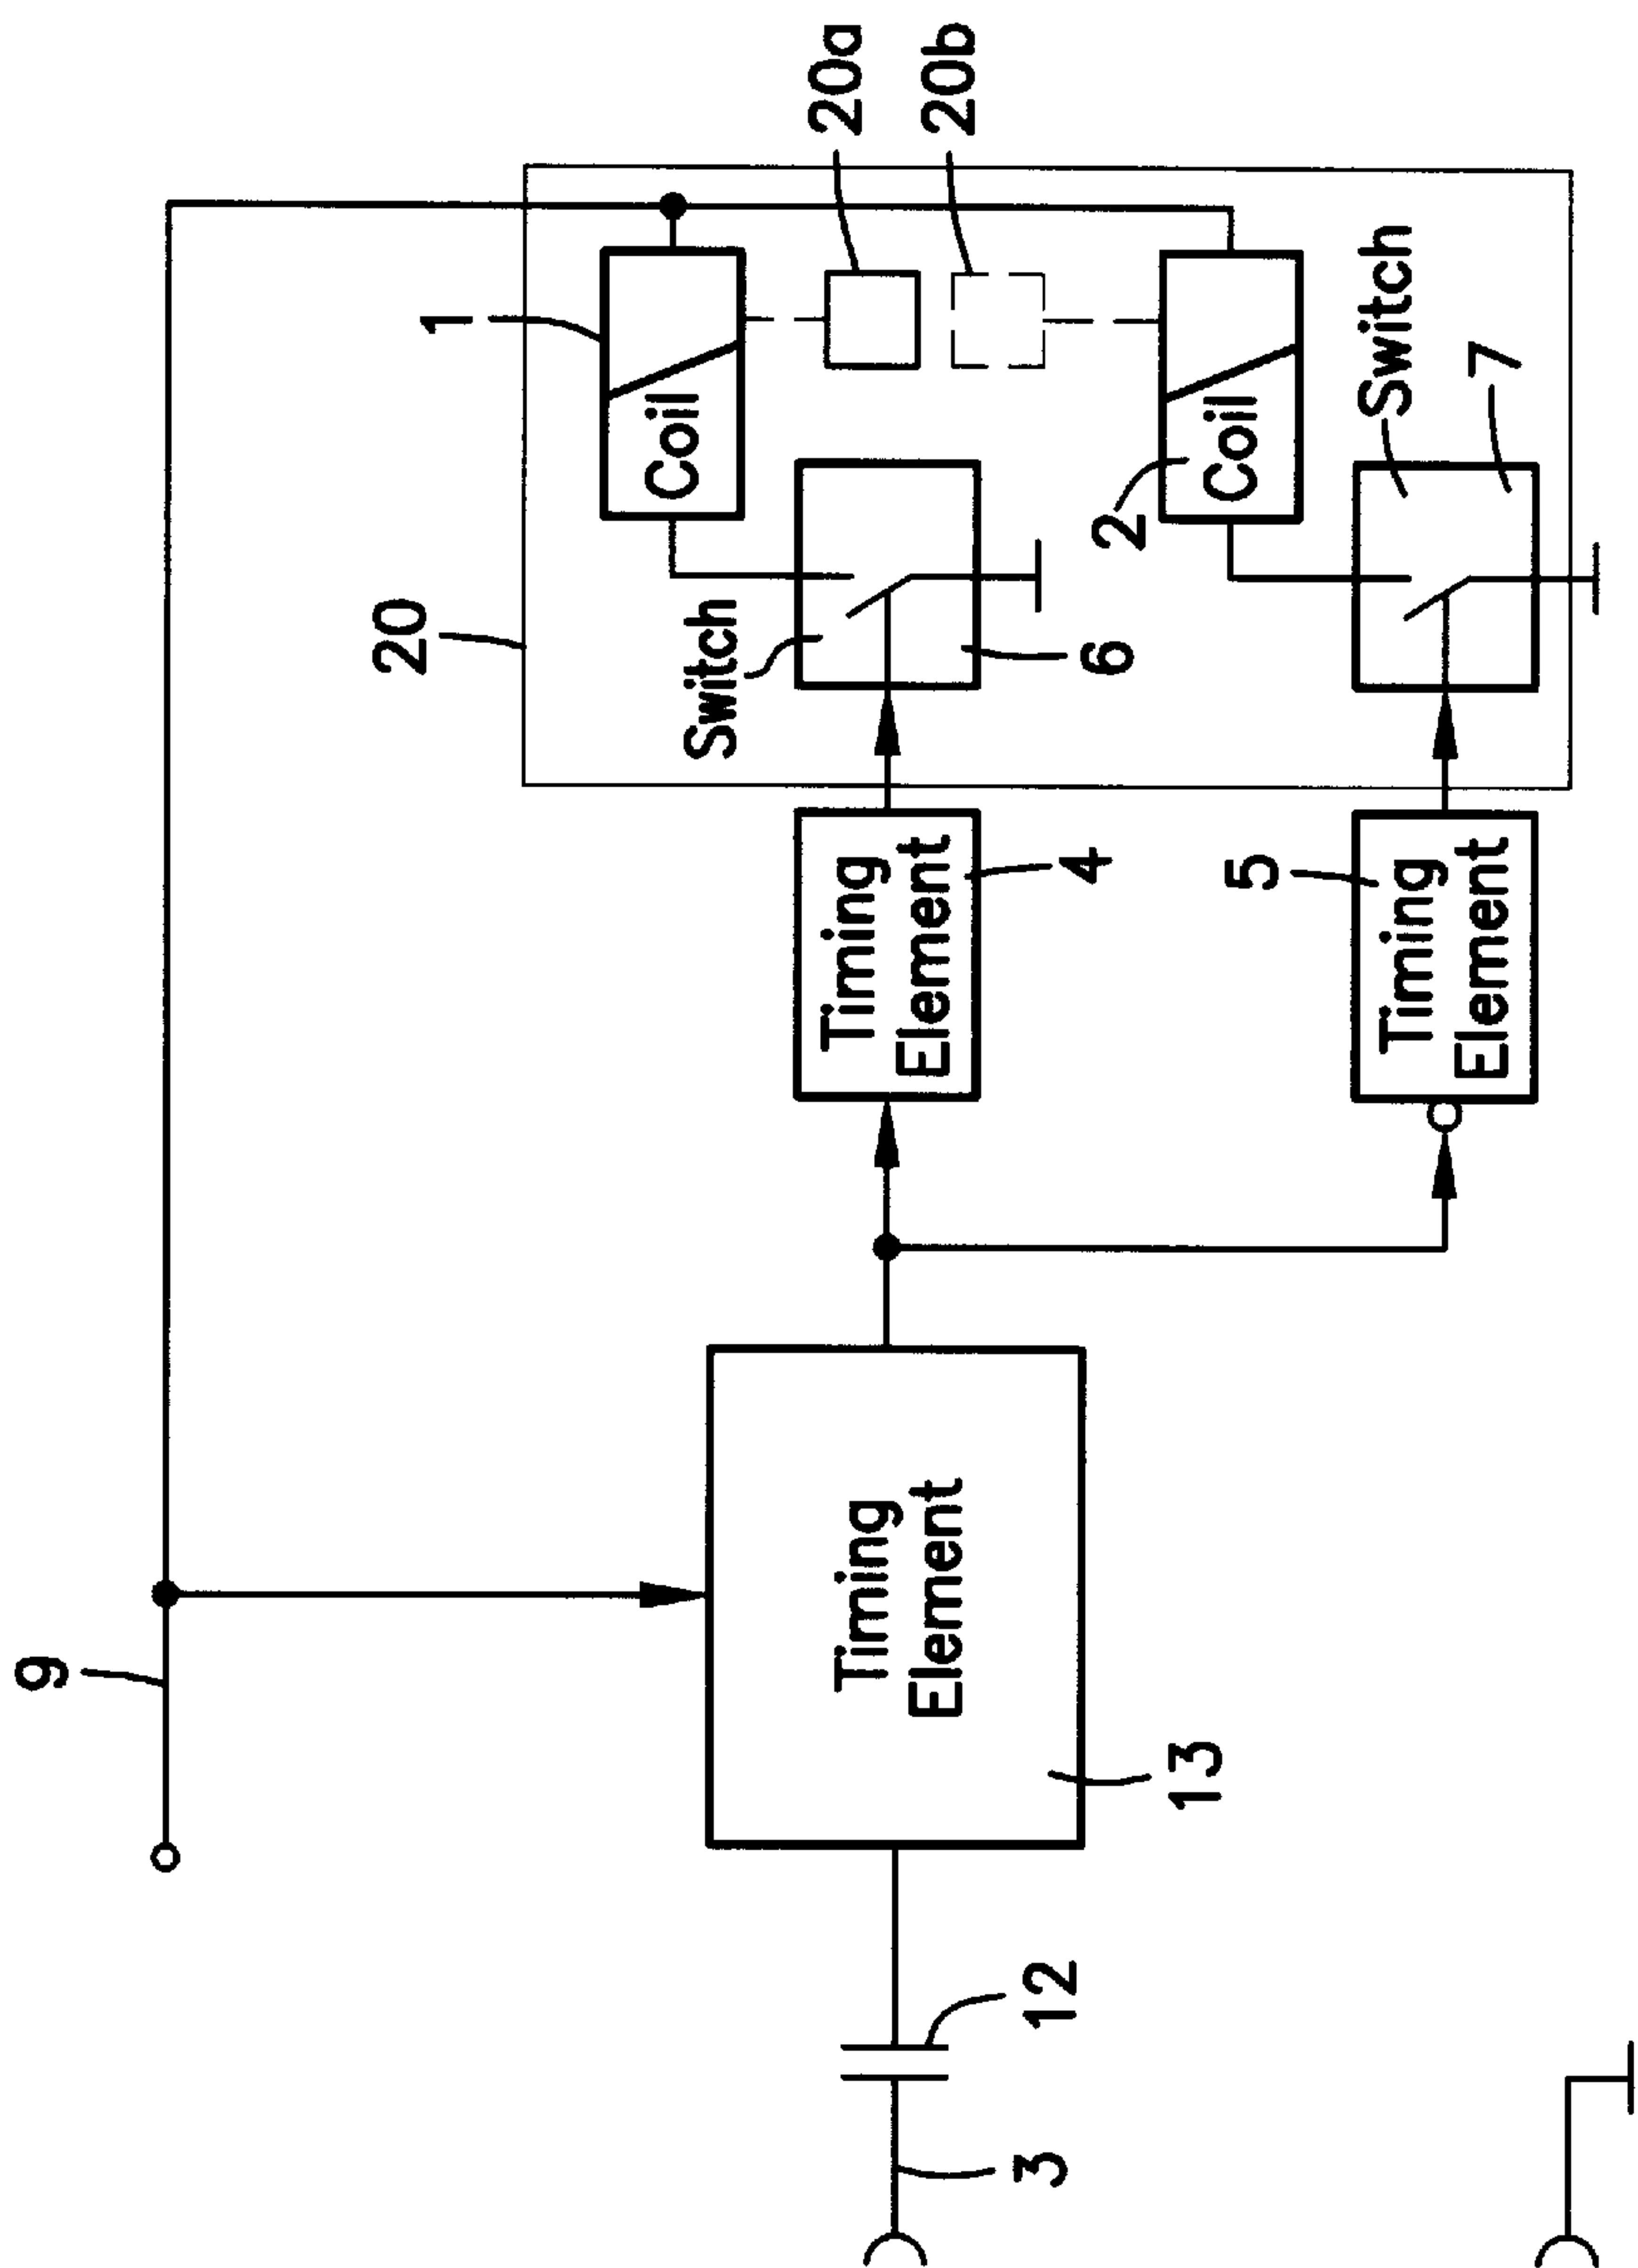 9
20
1
Coil
20a
20b
Switch
6
Timing
Element
13
Timing
Element
4
2
Coil
Switch
7
5
Timing
Element
3
12